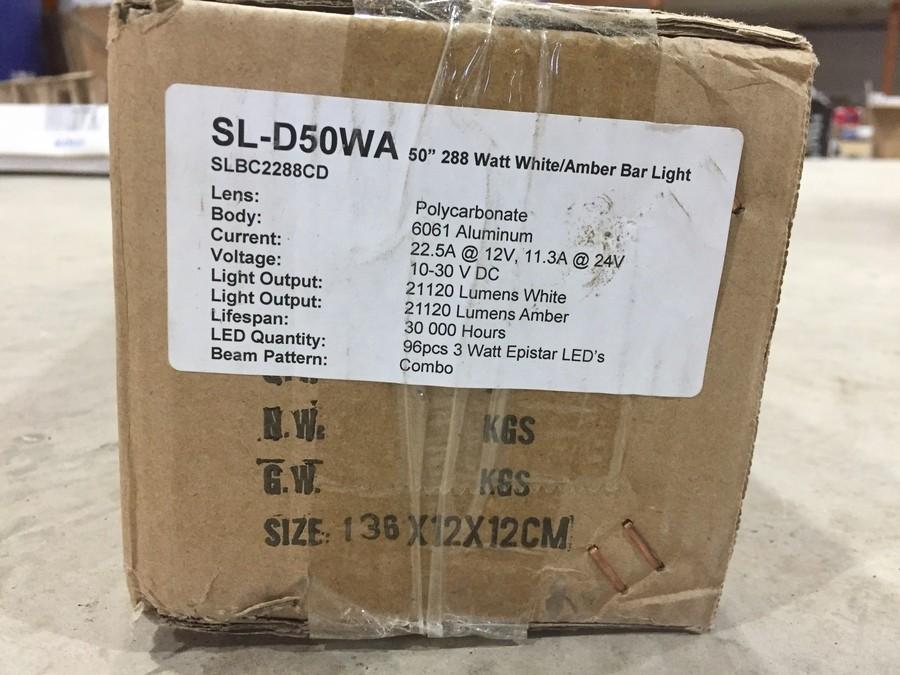 SL-D50WA 50” 288 Watt White/Amber Bar Light
SLBC2288CD
Lens: Polycarbonate
Body: 6061 Aluminum
Current: 22.5A @ 12V, 11.3A @ 24V
Voltage: 10-30 V DC
Light Output: 21120 Lumens White
Light Output: 21120 Lumens Amber
Lifespan: 30 000 Hours
LED Quantity: 96pcs 3 Watt Epistar LED’s
Beam Pattern: Combo
N.W. KGS
G.W. KGS
SIZE: 136X12X12CM